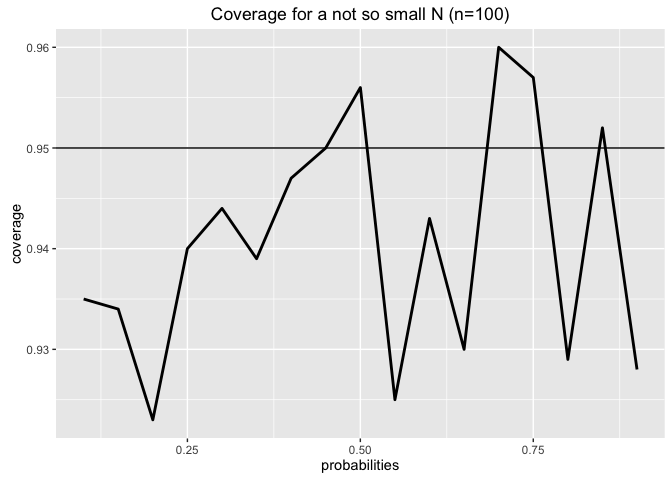 Coverage for a not so small N (n=100)
0.96
0.95
0.94
0.93
coverage
0.25 0.50 0.75
probabilities